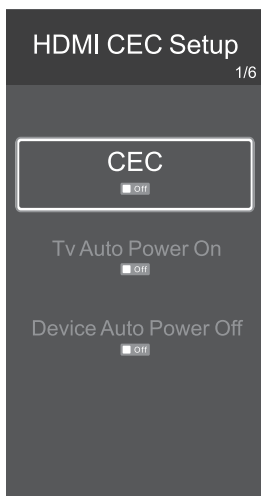 HDMI CEC Setup
1/6
CEC
Off
Tv Auto Power On
Off
Device Auto Power Off
Off